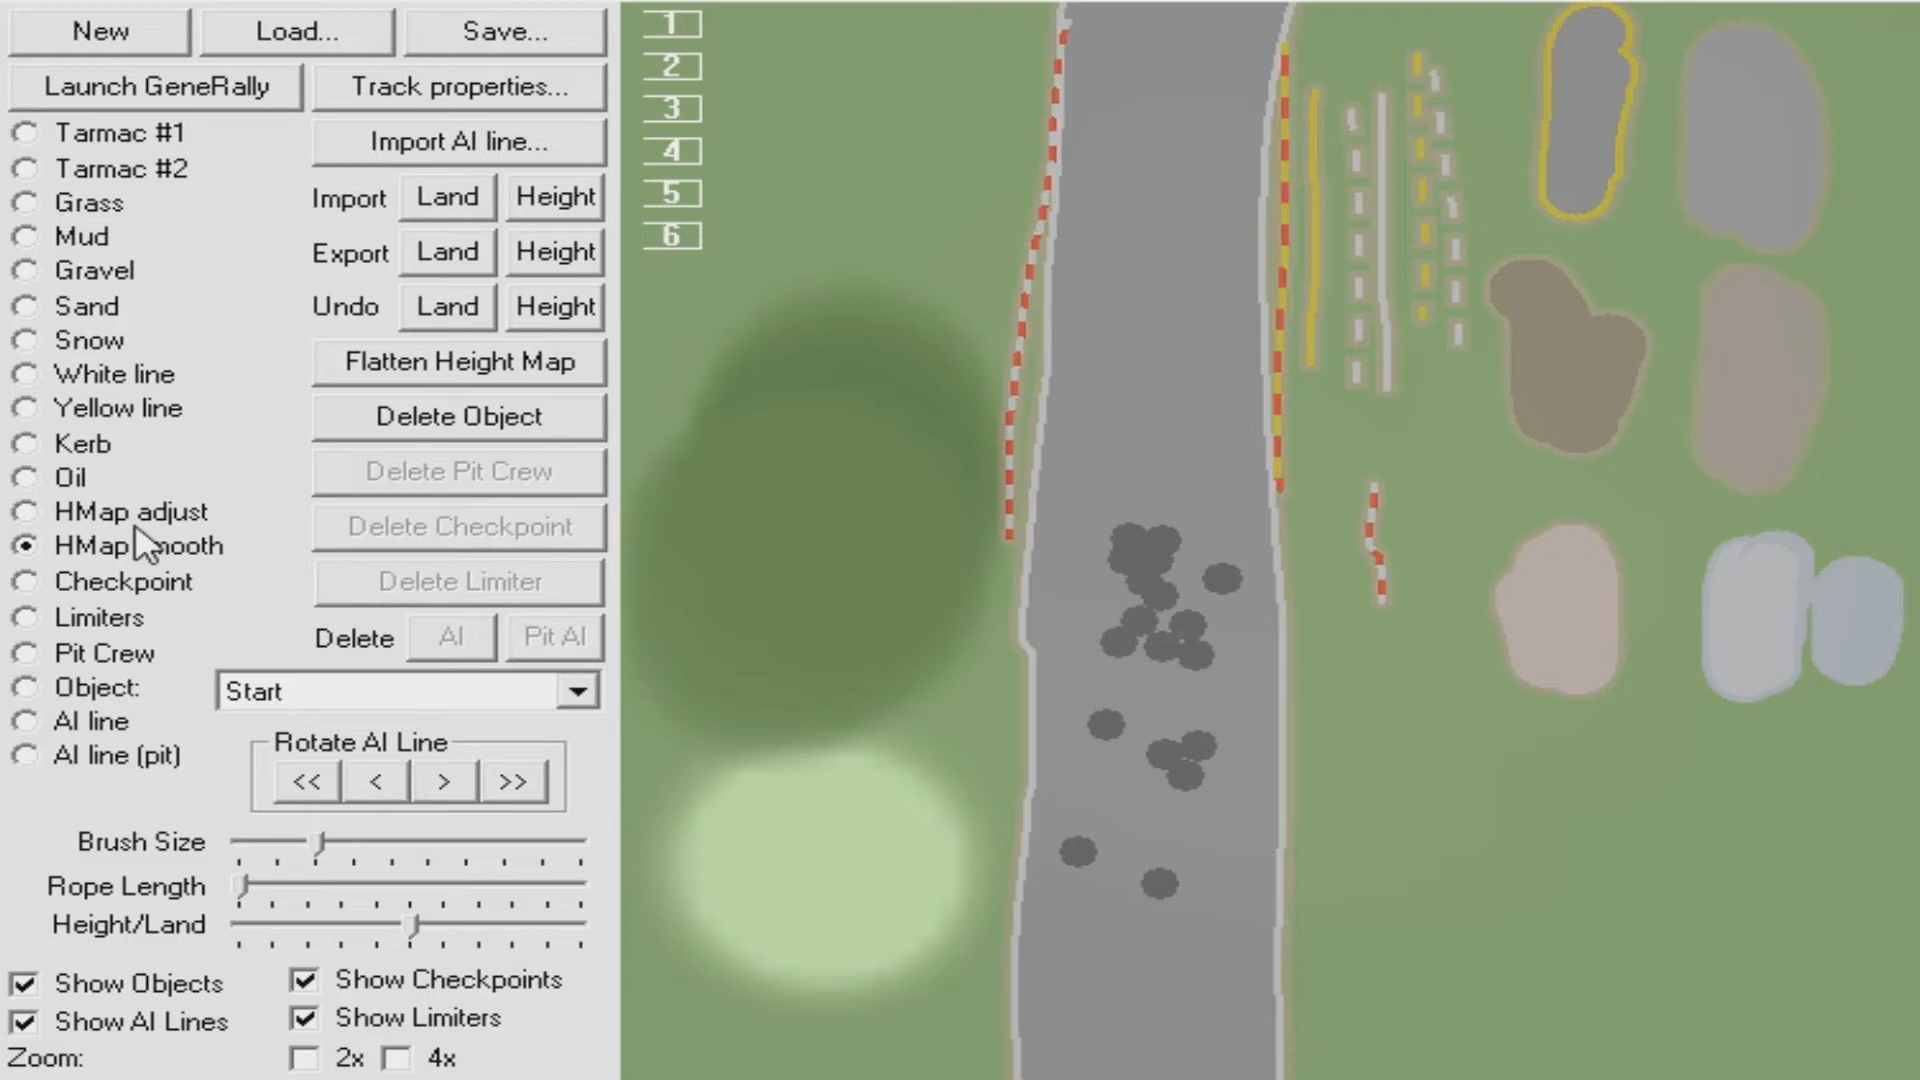 New Load... Save...
Launch GeneRally Track properties...
Tarmac #1
Tarmac #2
Grass
Mud
Gravel
Sand
Snow
White line
Yellow line
Kerb
Oil
HMap adjust
HMap smooth
Checkpoint
Limiters
Pit Crew
Object:
AI line
AI line (pit)
Import AI line...
Import Land Height
Export Land Height
Undo Land Height
Flatten Height Map
Delete Object
Delete Pit Crew
Delete Checkpoint
Delete Limiter
Delete AI Pit AI
Start
Rotate AI Line
<< < > >>
Brush Size
Rope Length
Height/Land
Show Objects Show Checkpoints
Show AI Lines Show Limiters
Zoom: 2x 4x
1
2
3
4
5
6